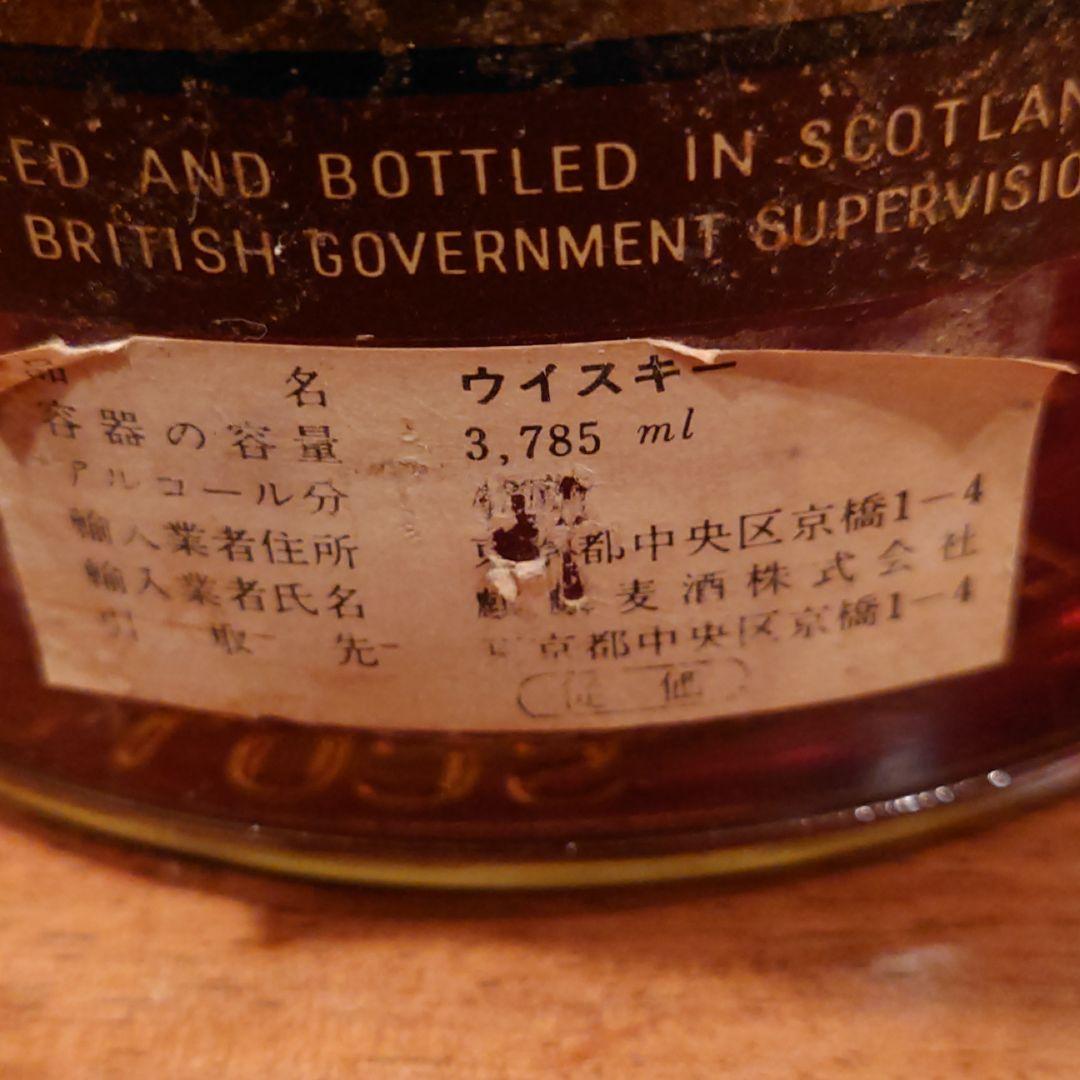 AND BOTTLED IN
BRITISH GOVERNMENT
品名 ウイスキー
容器の容量 3,785 ml
アルコール分
輸入業者住所 都中央区京橋1-4
輸入業者氏名 麦酒株式会社
引取先 京都中央区京橋1-4